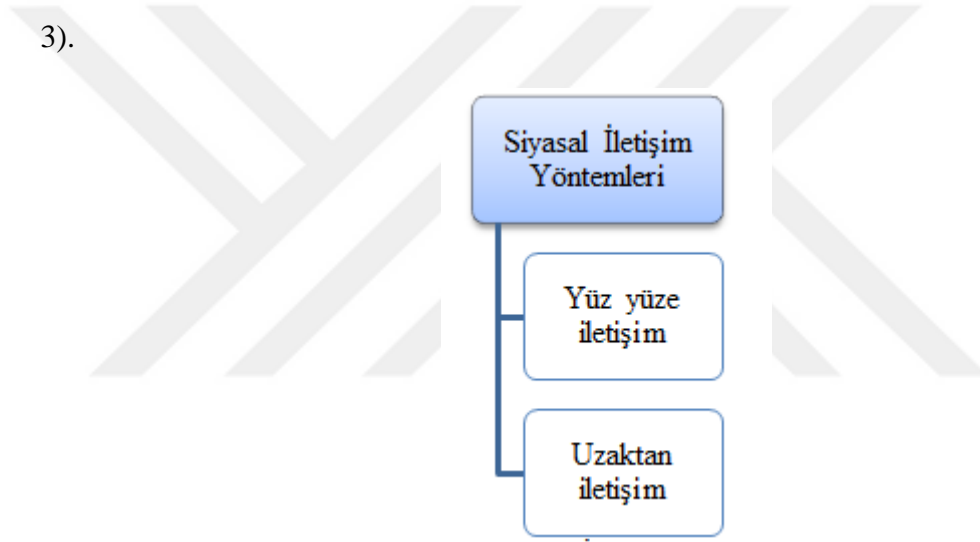 3).
Siyasal İletişim
Yöntemleri
Yüz yüze
iletişim
Uzaktan
iletişim